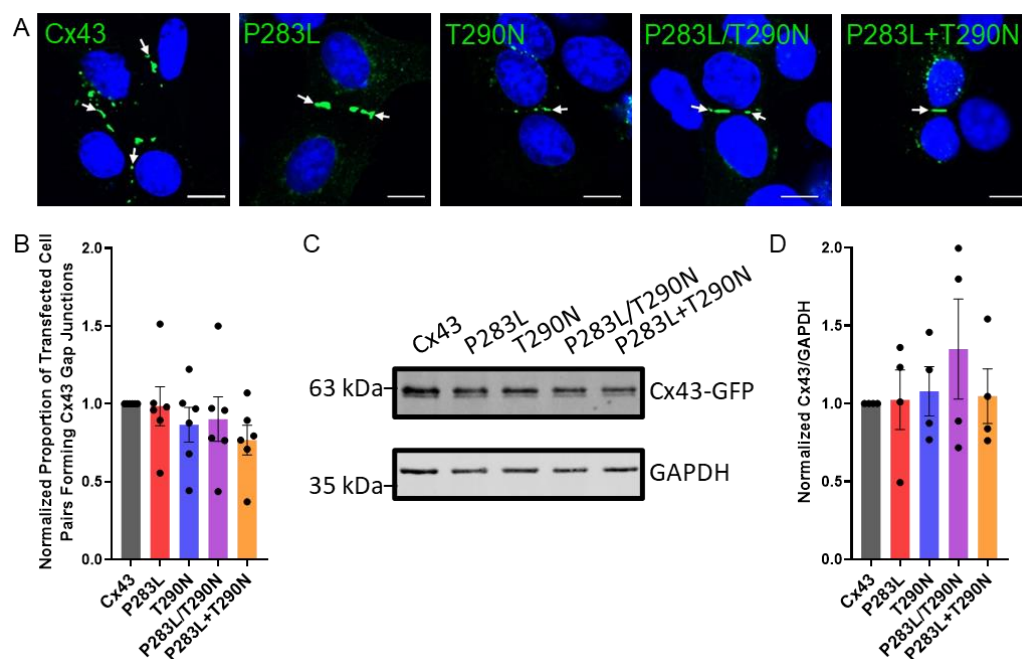 A
Cx43
P283L
T290N
P283L/T290N
P283L+T290N
B
Normalized Proportion of Transfected Cell
Pairs Forming Cx43 Gap Junctions
2.0
1.5
1.0
0.5
0.0
Cx43
P283L
T290N
P283L/T290N
P283L+T290N
C
Cx43
P283L
T290N
P283L/T290N
P283L+T290N
63 kDa
Cx43-GFP
35 kDa
GAPDH
D
Normalized Cx43/GAPDH
2.0
1.5
1.0
0.5
0.0
Cx43
P283L
T290N
P283L/T290N
P283L+T290N